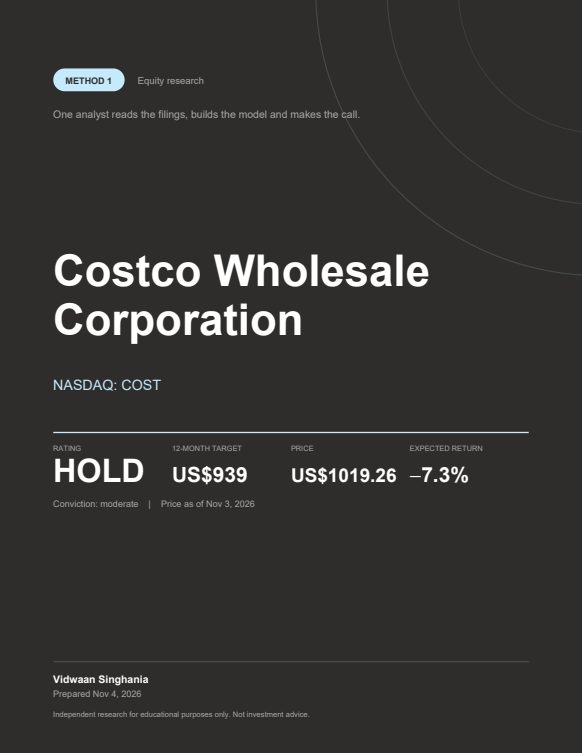 METHOD 1 Equity research
One analyst reads the filings, builds the model and makes the call.
Costco Wholesale
Corporation
NASDAQ: COST
RATING 12-MONTH TARGET PRICE EXPECTED RETURN
HOLD US$939 US$1019.26 –7.3%
Conviction: moderate | Price as of Nov 3, 2026
Vidwaan Singhania
Prepared Nov 4, 2026
Independent research for educational purposes only. Not investment advice.